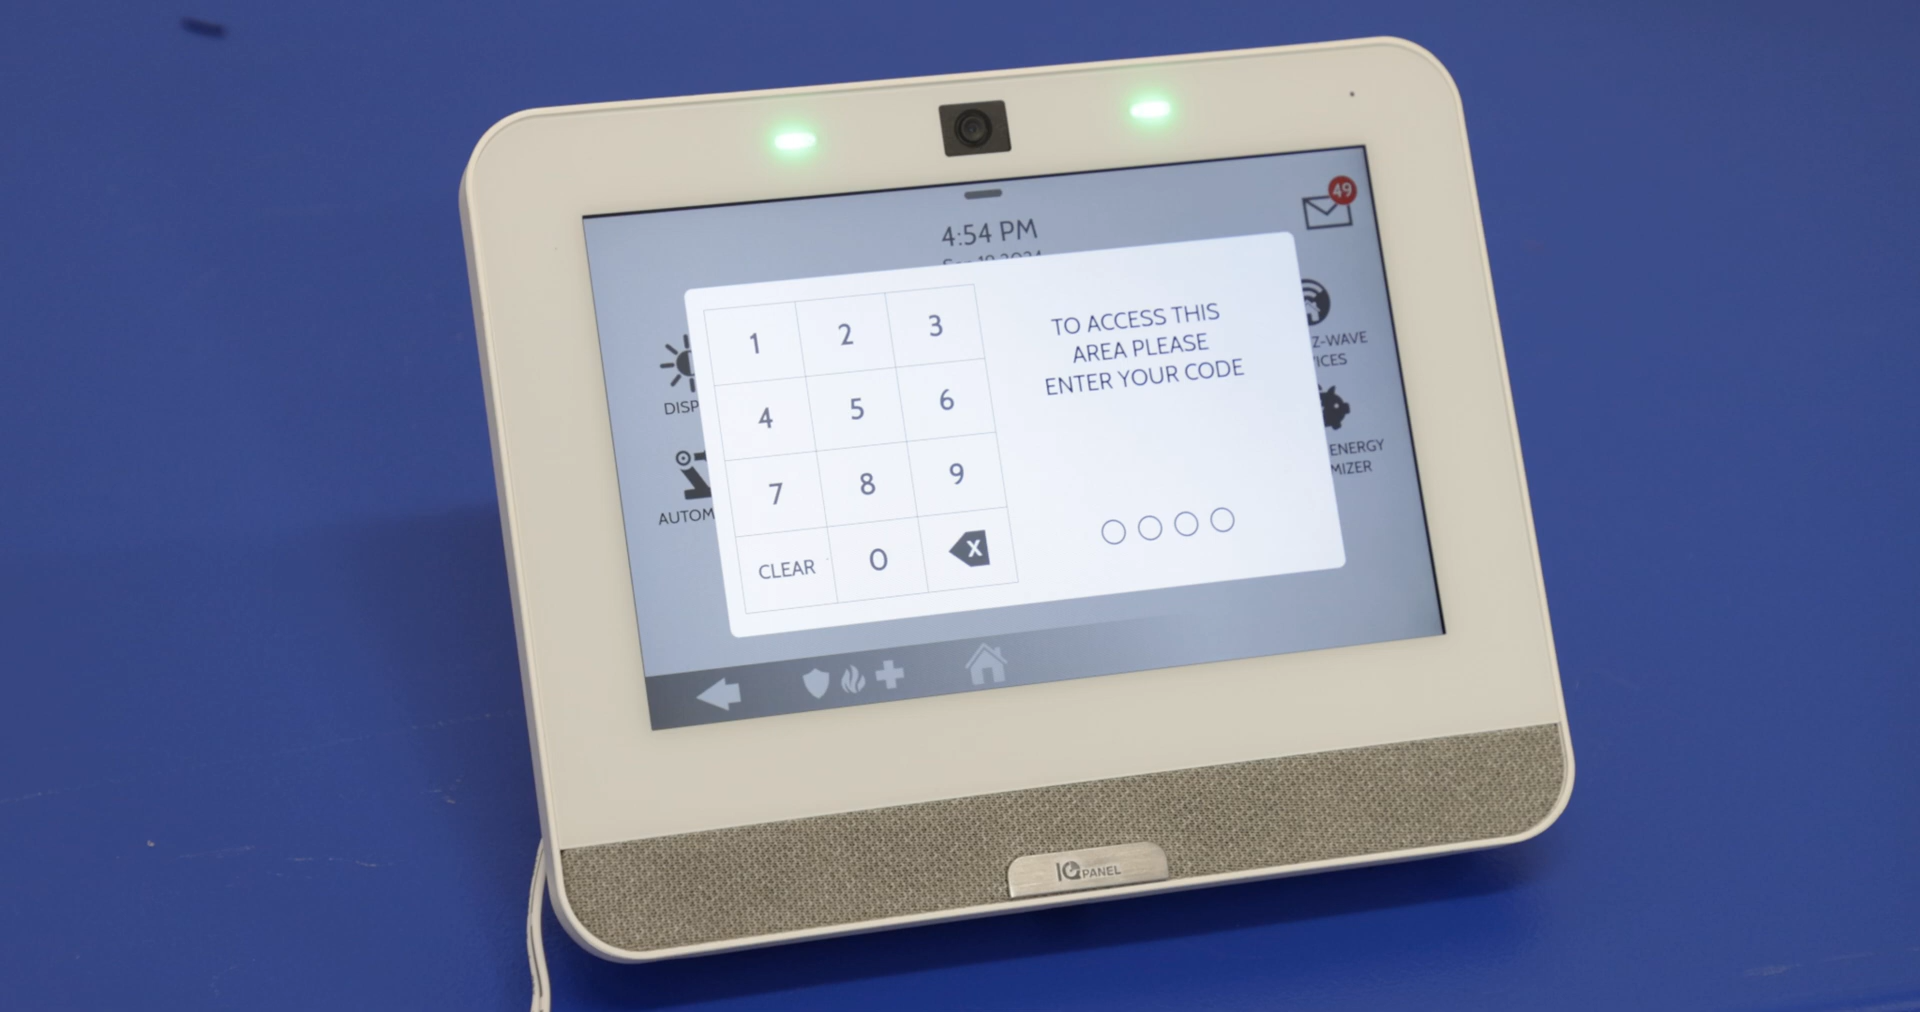 49
4:54 PM
1 2 3
4 5 6
7 8 9
CLEAR 0 X
TO ACCESS THIS
AREA PLEASE
ENTER YOUR CODE
DISP
AUTOM
Z-WAVE
ICES
ENERGY
MIZER
IQ PANEL